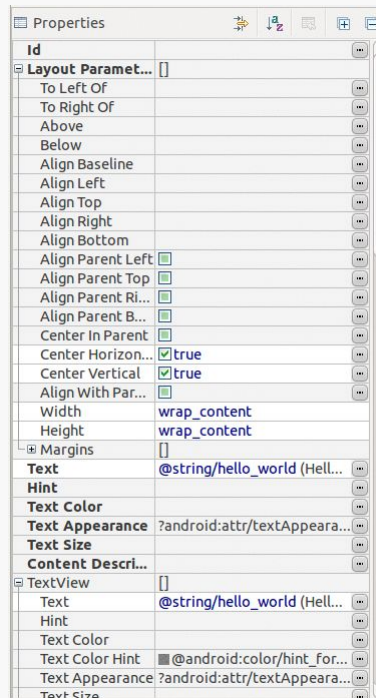 Properties
Id
Layout Paramet... []
To Left Of
To Right Of
Above
Below
Align Baseline
Align Left
Align Top
Align Right
Align Bottom
Align Parent Left
Align Parent Top
Align Parent Ri...
Align Parent B...
Center In Parent
Center Horizon... true
Center Vertical true
Align With Par...
Width wrap_content
Height wrap_content
Margins []
Text @string/hello_world (Hell...
Hint
Text Color
Text Appearance ?android:attr/textAppeara...
Text Size
Content Descri...
TextView []
Text @string/hello_world (Hell...
Hint
Text Color
Text Color Hint @android:color/hint_for...
Text Appearance ?android:attr/textAppeara...
Text Size